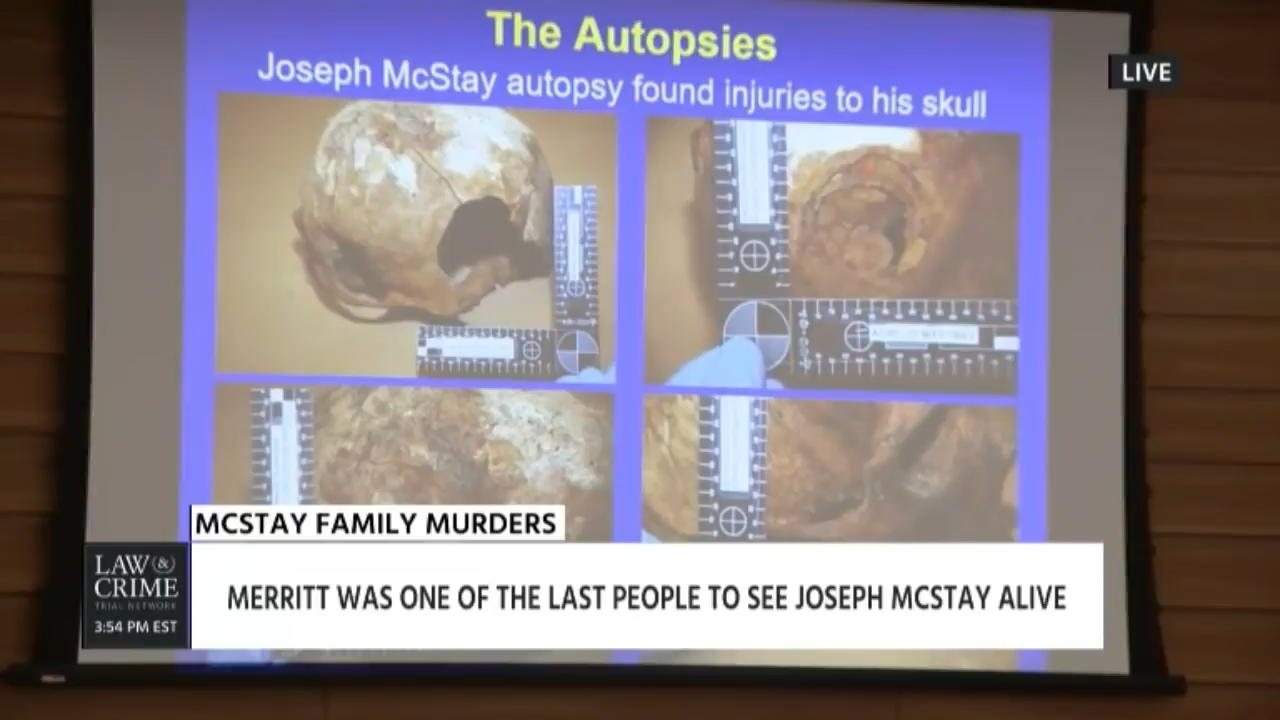 The Autopsies
Joseph McStay autopsy found injuries to his skull
LIVE
MCSTAY FAMILY MURDERS
LAW &
CRIME
TRIAL NETWORK
3:54 PM EST
MERRITT WAS ONE OF THE LAST PEOPLE TO SEE JOSEPH MCSTAY ALIVE